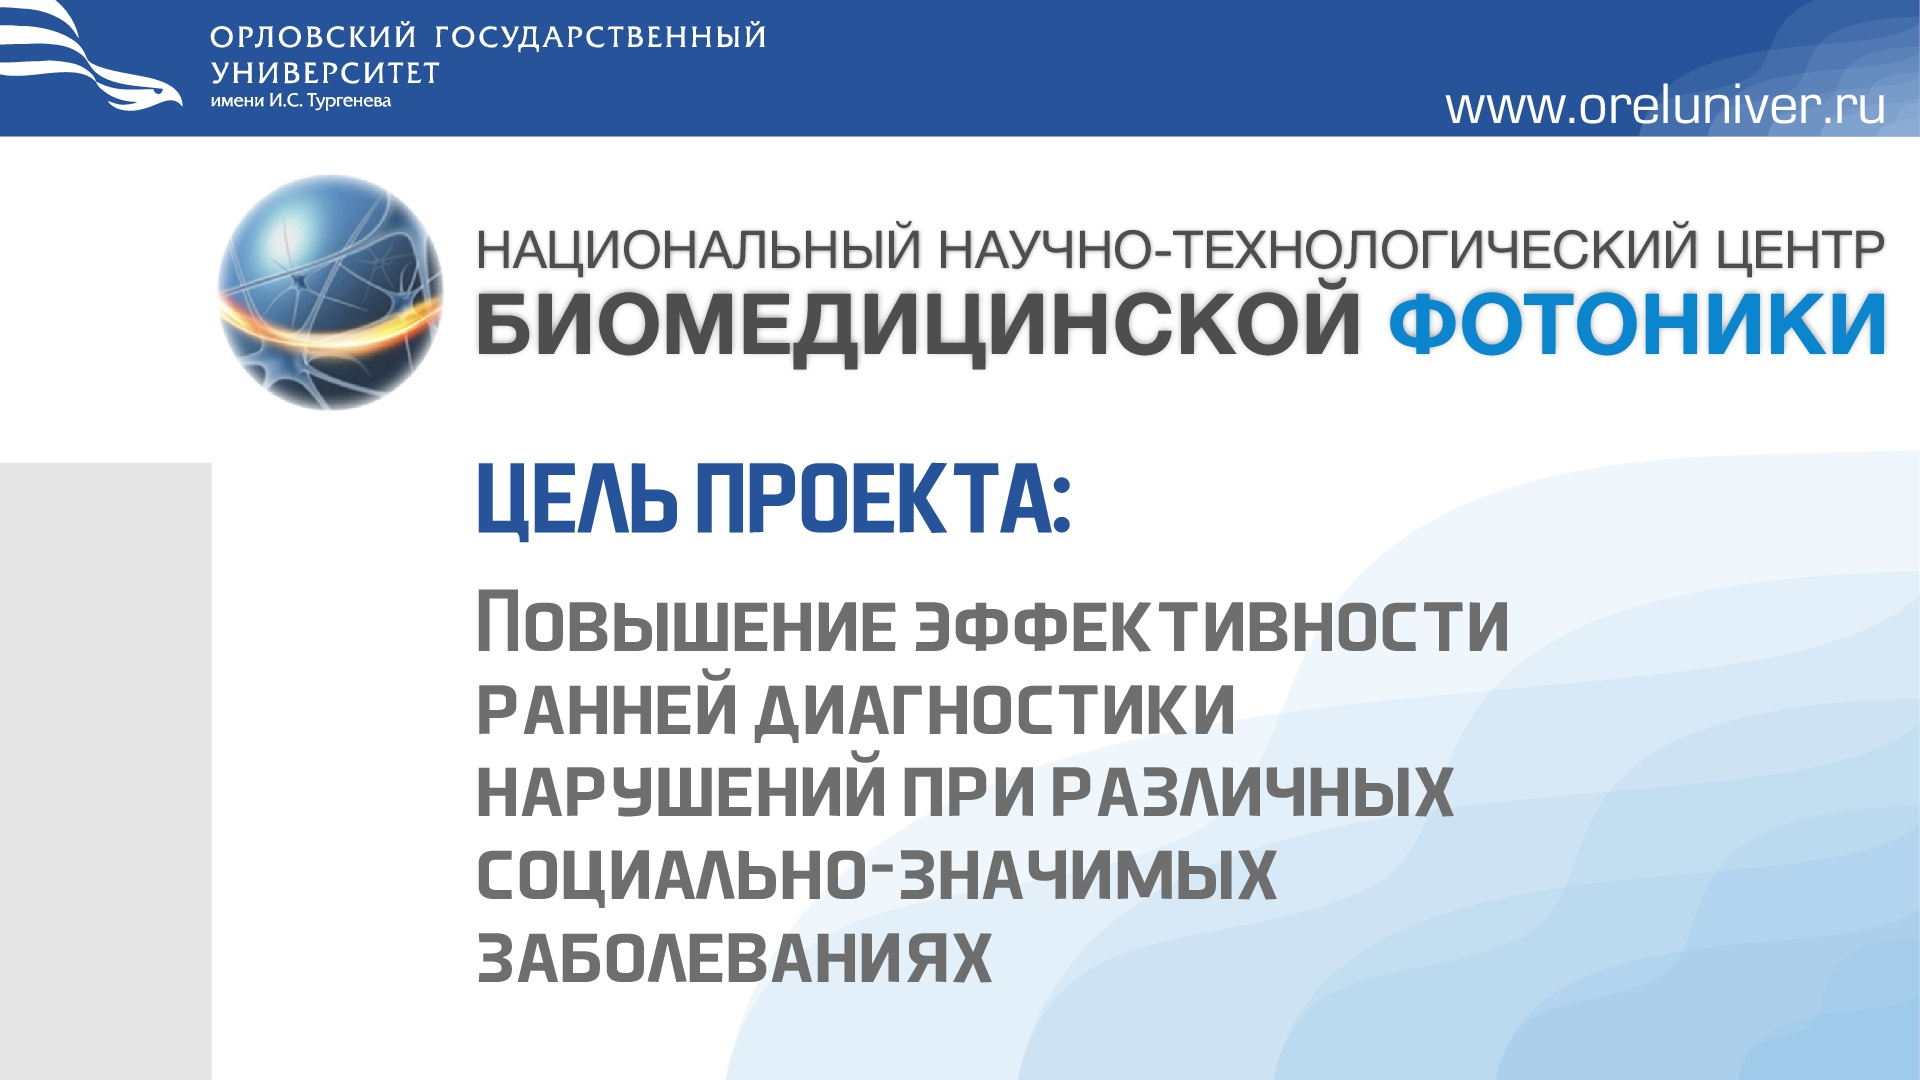 ОРЛОВСКИЙ ГОСУДАРСТВЕННЫЙ
УНИВЕРСИТЕТ
имени И.С. Тургенева
www.oreluniver.ru
НАЦИОНАЛЬНЫЙ НАУЧНО-ТЕХНОЛОГИЧЕСКИЙ ЦЕНТР
БИОМЕДИЦИНСКОЙ ФОТОНИКИ
ЦЕЛЬ ПРОЕКТА:
ПОВЫШЕНИЕ ЭФФЕКТИВНОСТИ
РАННЕЙ ДИАГНОСТИКИ
НАРУШЕНИЙ ПРИ РАЗЛИЧНЫХ
СОЦИАЛЬНО-ЗНАЧИМЫХ
ЗАБОЛЕВАНИЯХ